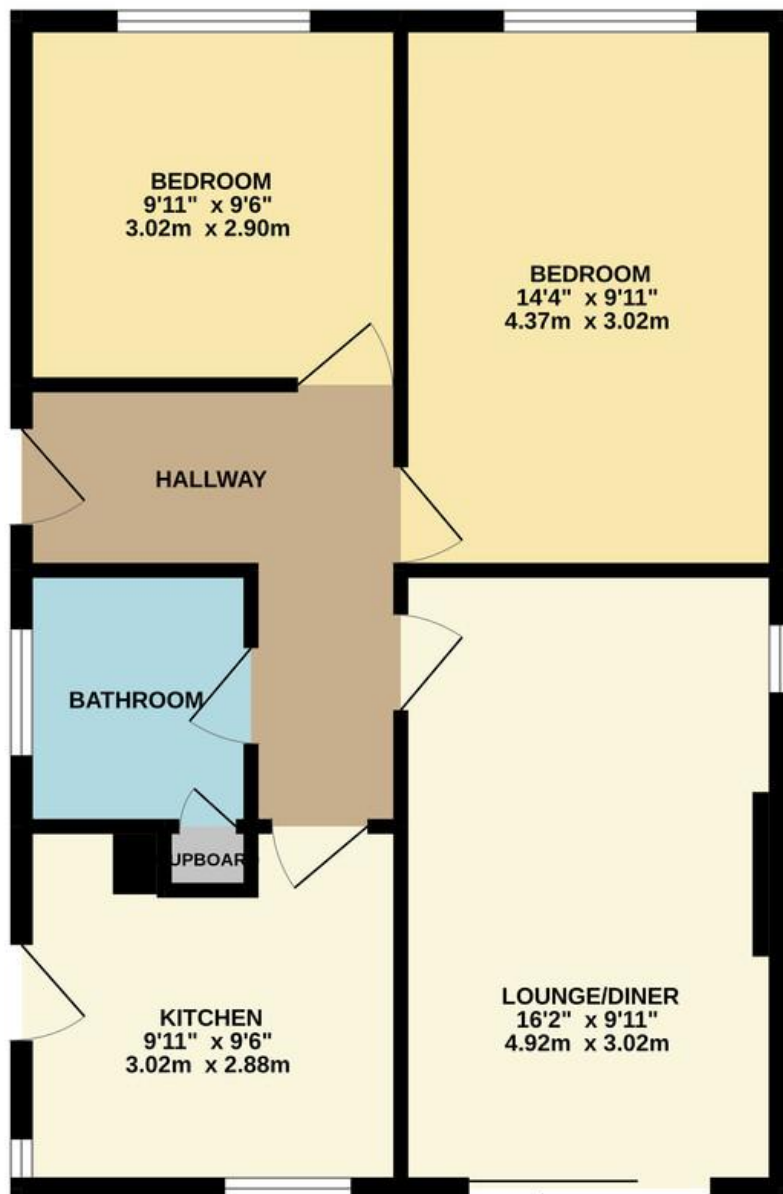 BEDROOM
9'11" x 9'6"
3.02m x 2.90m
BEDROOM
14'4" x 9'11"
4.37m x 3.02m
HALLWAY
BATHROOM
UPBOAR
KITCHEN
9'11" x 9'6"
3.02m x 2.88m
LOUNGE/DINER
16'2" x 9'11"
4.92m x 3.02m